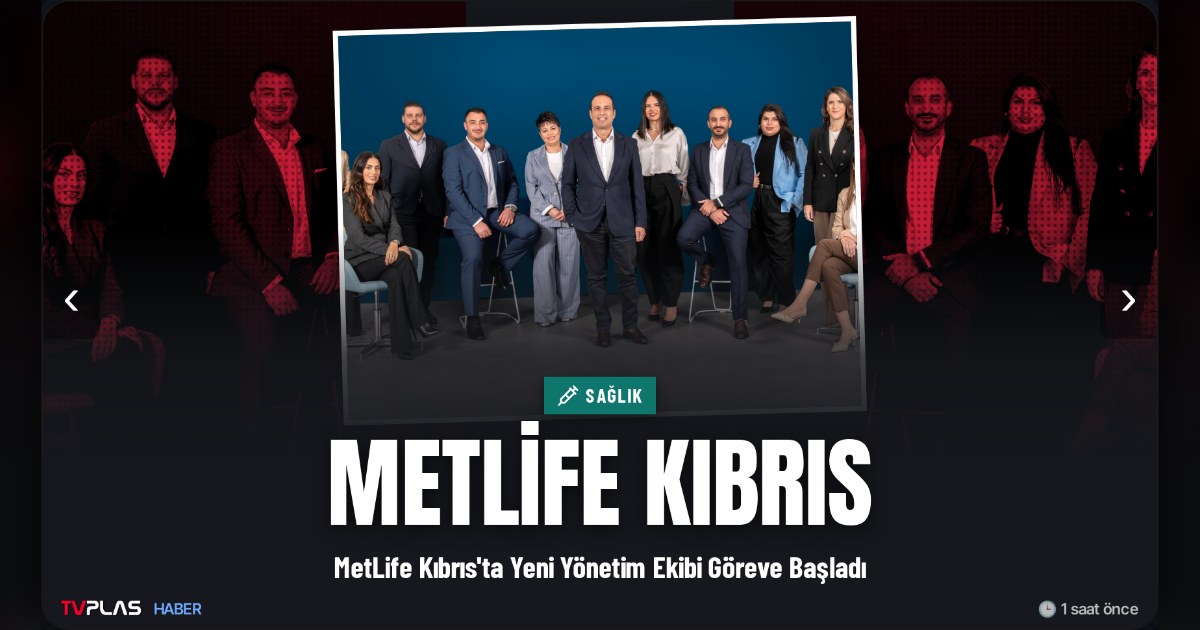 SAĞLIK
METLİFE KIBRIS
MetLife Kıbrıs'ta Yeni Yönetim Ekibi Göreve Başladı
TVPLAS HABER
1 saat önce